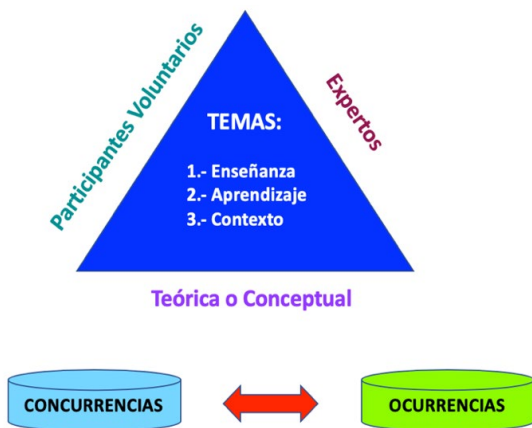 Participantes Voluntarios
Expertos
TEMAS:
1.- Enseñanza
2.- Aprendizaje
3.- Contexto
Teórica o Conceptual
CONCURRENCIAS
OCURRENCIAS